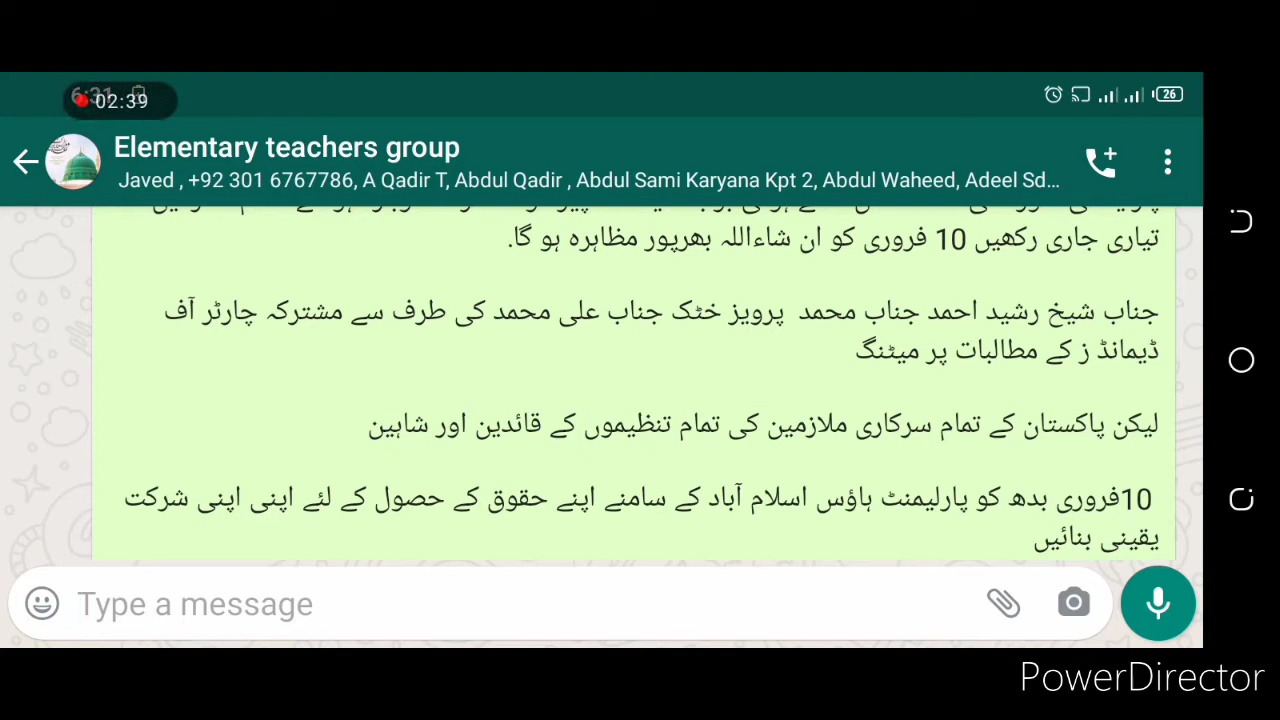 02:39
26
Elementary teachers group
Javed , +92 301 6767786, A Qadir T, Abdul Qadir , Abdul Sami Karyana Kpt 2, Abdul Waheed, Adeel Sd...
تیاری جاری رکھیں 10 فروری کو ان شاءاللہ بھرپور مظاہرہ ہو گا.
جناب شیخ رشید احمد جناب محمد پرویز خٹک جناب علی محمد کی طرف سے مشترکہ چارٹر آف
ڈیمانڈ ز کے مطالبات پر میٹنگ
لیکن پاکستان کے تمام سرکاری ملازمین کی تمام تنظیموں کے قائدین اور شاہین
10فروری بدھ کو پارلیمنٹ ہاؤس اسلام آباد کے سامنے اپنے حقوق کے حصول کے لئے اپنی اپنی شرکت
یقینی بنائیں
Type a message
PowerDirector